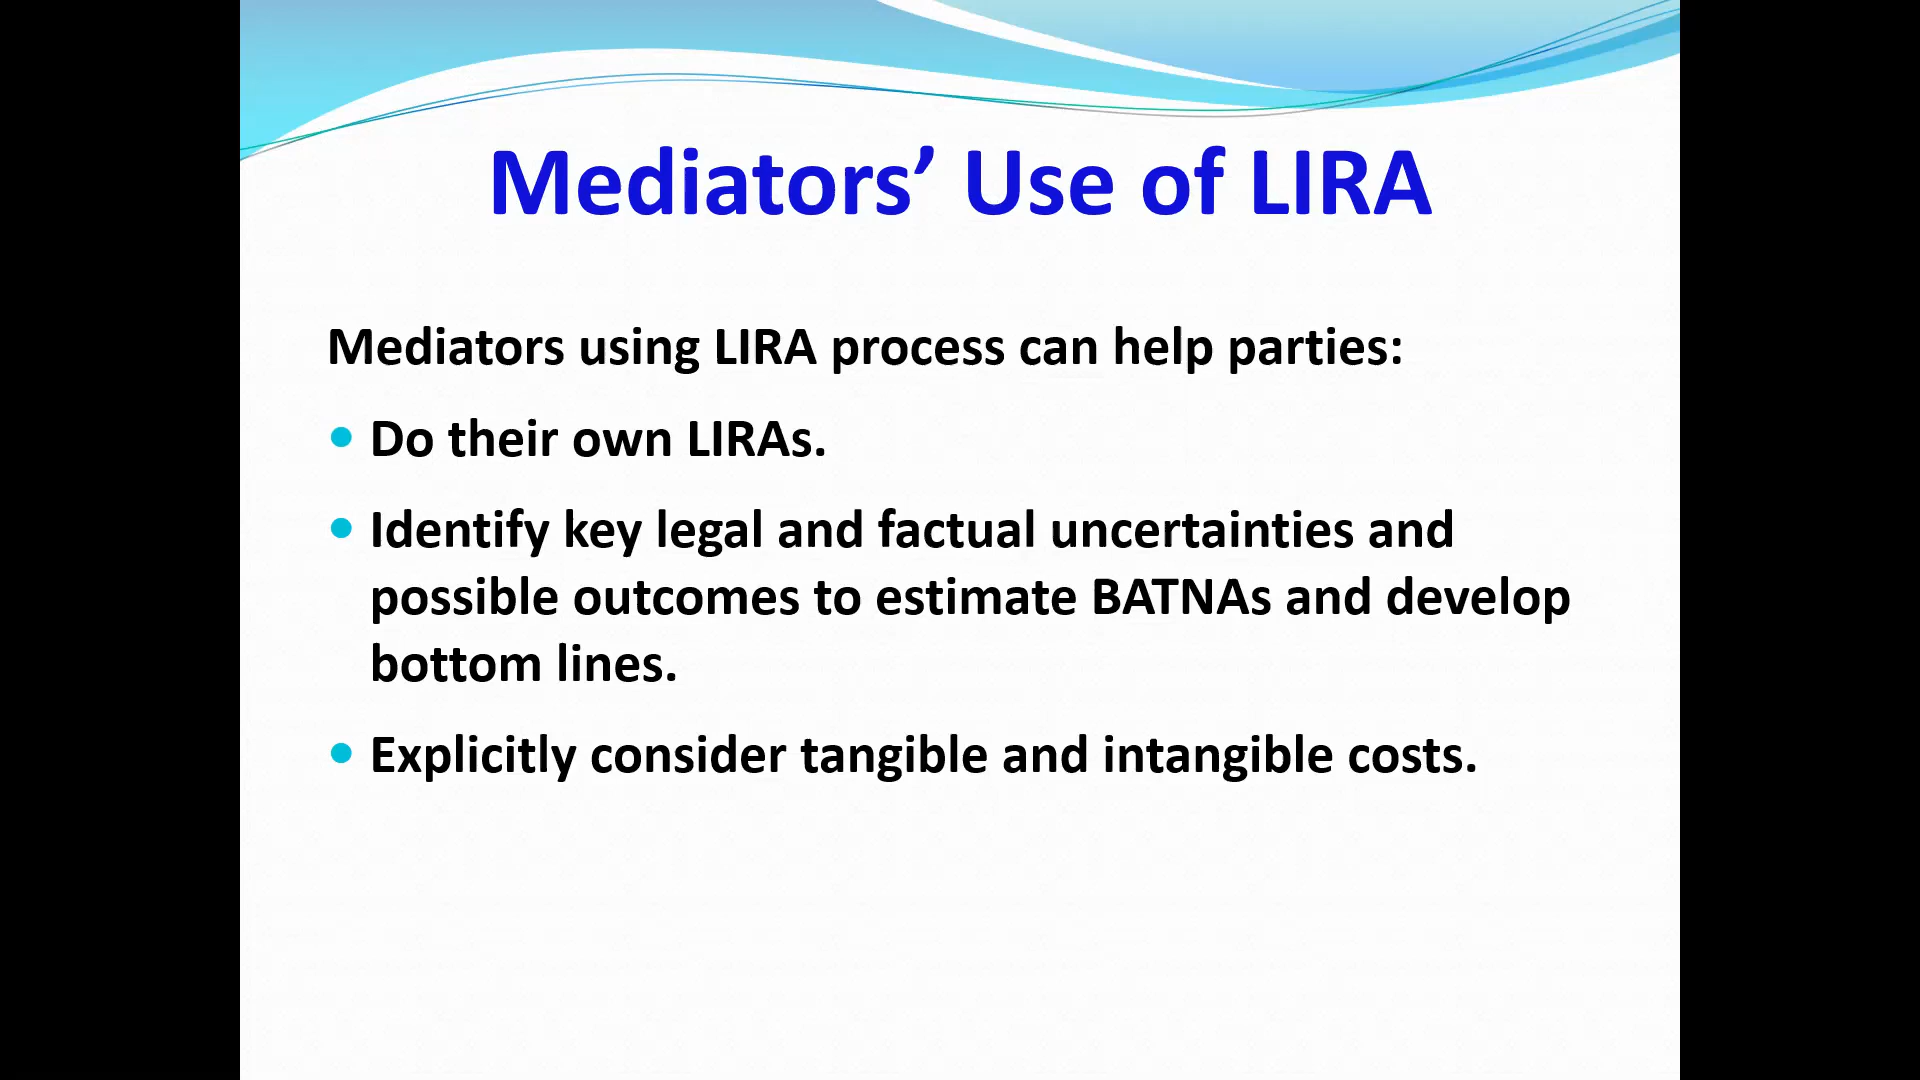 Mediators’ Use of LIRA
Mediators using LIRA process can help parties:
• Do their own LIRAs.
• Identify key legal and factual uncertainties and
possible outcomes to estimate BATNAs and develop
bottom lines.
• Explicitly consider tangible and intangible costs.